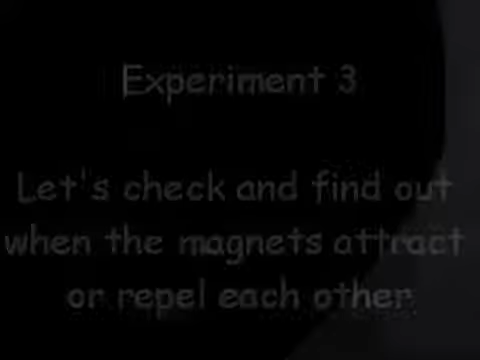 Experiment 3
Let's check and find out
when the magnets attract
or repel each other